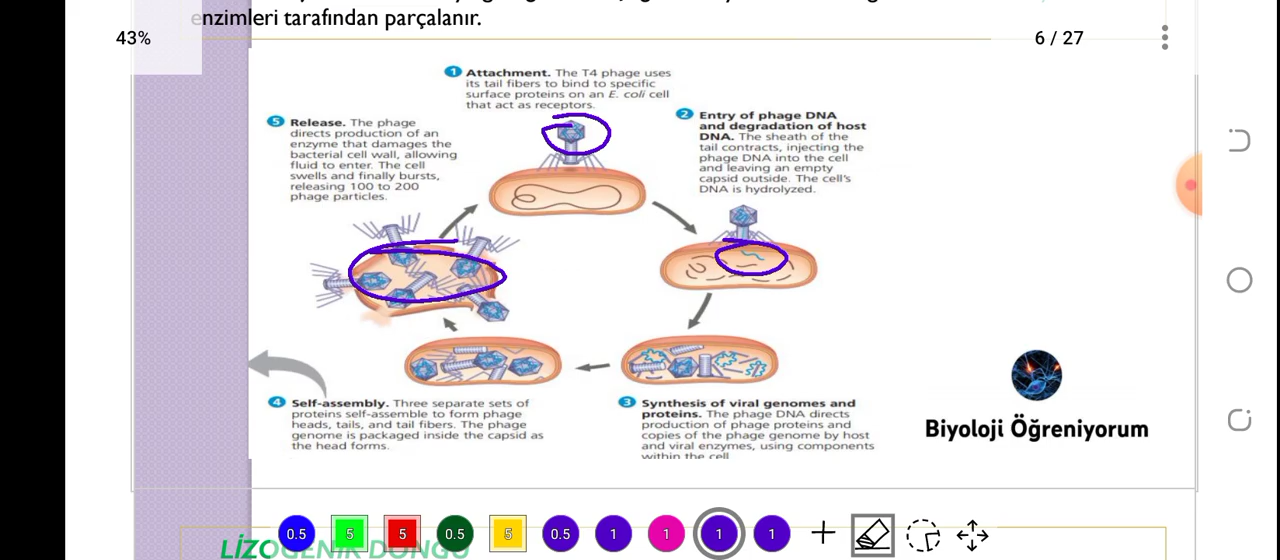 enzimleri tarafından parçalanır.
43%
6 / 27
1 Attachment. The T4 phage uses
its tail fibers to bind to specific
surface proteins on an E. coli cell
that act as receptors.
2 Entry of phage DNA
and degradation of host
DNA. The sheath of the
tail contracts, injecting the
phage DNA into the cell
and leaving an empty
capsid outside. The cell's
DNA is hydrolyzed.
5 Release. The phage
directs production of an
enzyme that damages the
bacterial cell wall, allowing
fluid to enter. The cell
swells and finally bursts,
releasing 100 to 200
phage particles.
4 Self-assembly. Three separate sets of
proteins self-assemble to form phage
heads, tails, and tail fibers. The phage
genome is packaged inside the capsid as
the head forms.
3 Synthesis of viral genomes and
proteins. The phage DNA directs
production of phage proteins and
copies of the phage genome by host
and viral enzymes, using components
within the cell
Biyoloji Öğreniyorum
LİZOGENİK DÖNGÜ
0.5 5 5 0.5 5 0.5 1 1 1 1